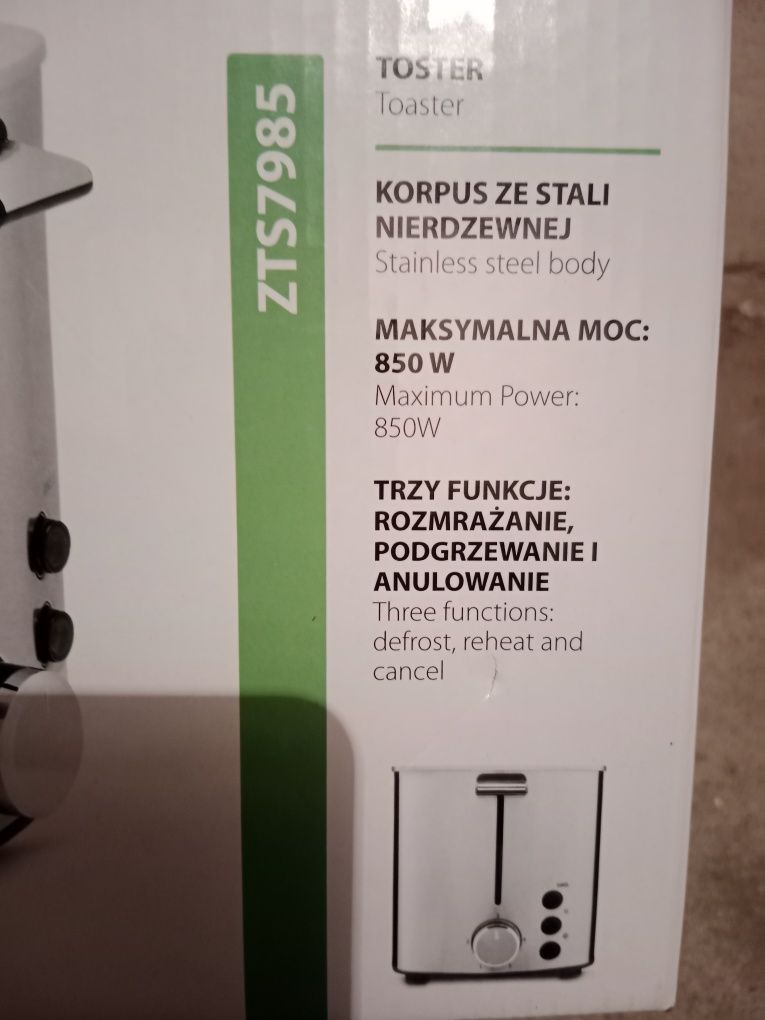 ZTS7985
TOSTER
Toaster
KORPUS ZE STALI
NIERDZEWNEJ
Stainless steel body
MAKSYMALNA MOC:
850 W
Maximum Power:
850W
TRZY FUNKCJE:
ROZMRAŻANIE,
PODGRZEWANIE I
ANULOWANIE
Three functions:
defrost, reheat and
cancel